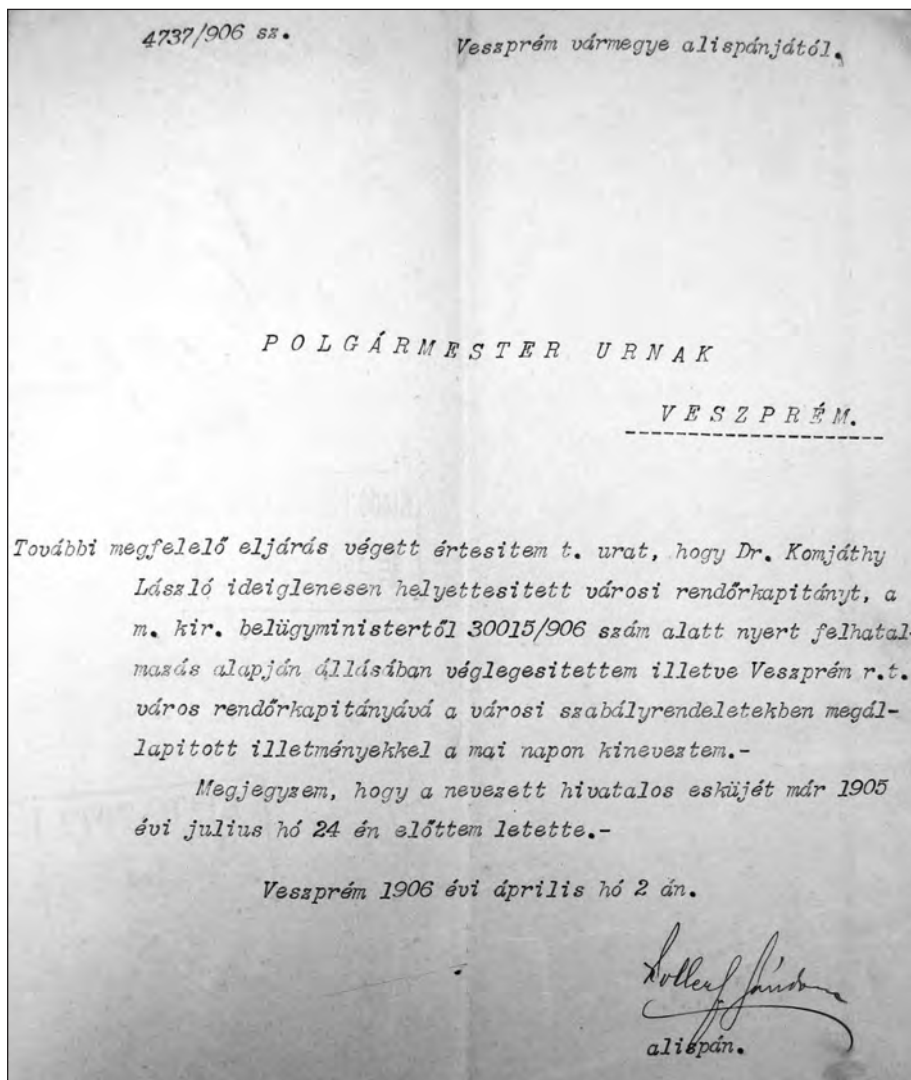 4737/906 sz.
Veszprém vármegye alispánjától.
POLGÁRMESTER URNAK
VESZPRÉM.
További megfelelő eljárás végett értesitem t. urat, hogy Dr. Komjáthy
László ideiglenesen helyettesitett városi rendőrkapitányt, a
m. kir. belügyministertől 30015/906 szám alatt nyert felhatal-
mazás alapján állásában véglegesitettem illetve Veszprém r.t.
város rendőrkapitányává a városi szabályrendeletekben megál-
lapitott illetményekkel a mai napon kineveztem.-
Megjegyzem, hogy a nevezett hivatalos esküjét már 1905
évi julius hó 24 én előttem letette.-
Veszprém 1906 évi április hó 2 án.
Sándor
alispán.